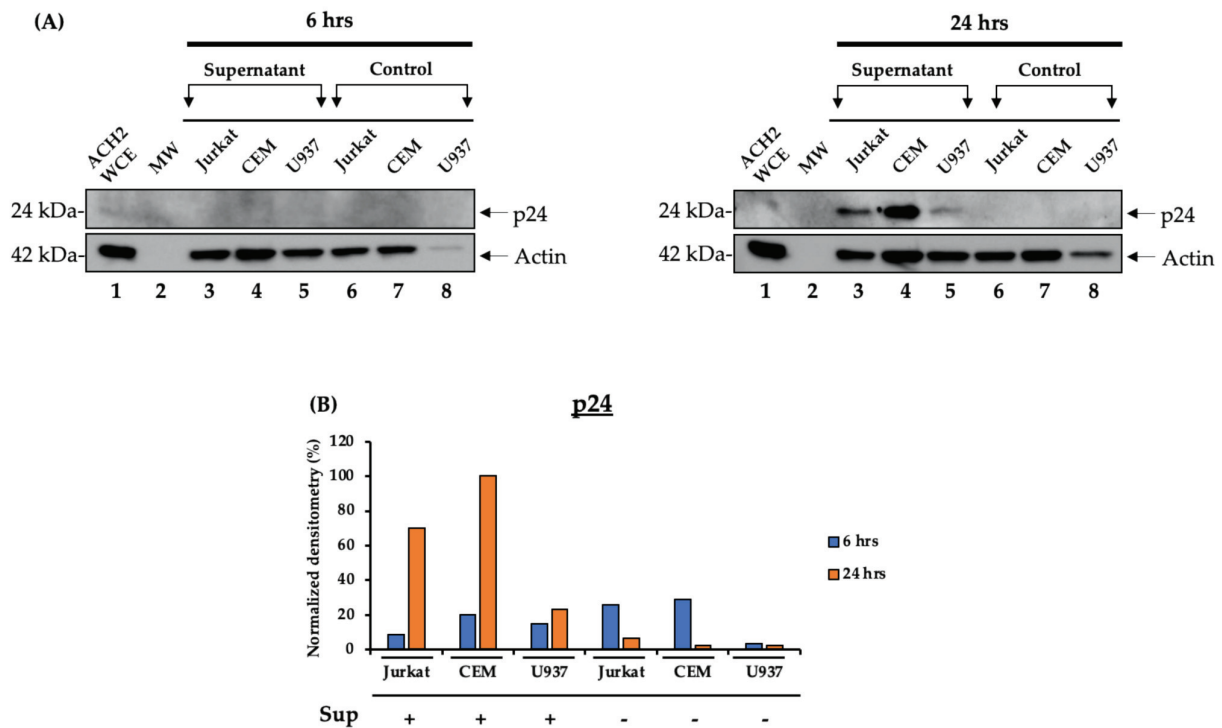 (A)
6 hrs
Supernatant Control
ACH2 WCE MW Jurkat CEM U937 Jurkat CEM U937
24 kDa- p24
42 kDa- Actin
1 2 3 4 5 6 7 8
24 hrs
Supernatant Control
ACH2 WCE MW Jurkat CEM U937 Jurkat CEM U937
24 kDa- p24
42 kDa- Actin
1 2 3 4 5 6 7 8
(B)
p24
Normalized densitometry (%)
120
100
80
60
40
20
0
6 hrs
24 hrs
Jurkat CEM U937 Jurkat CEM U937
Sup + + + - - -